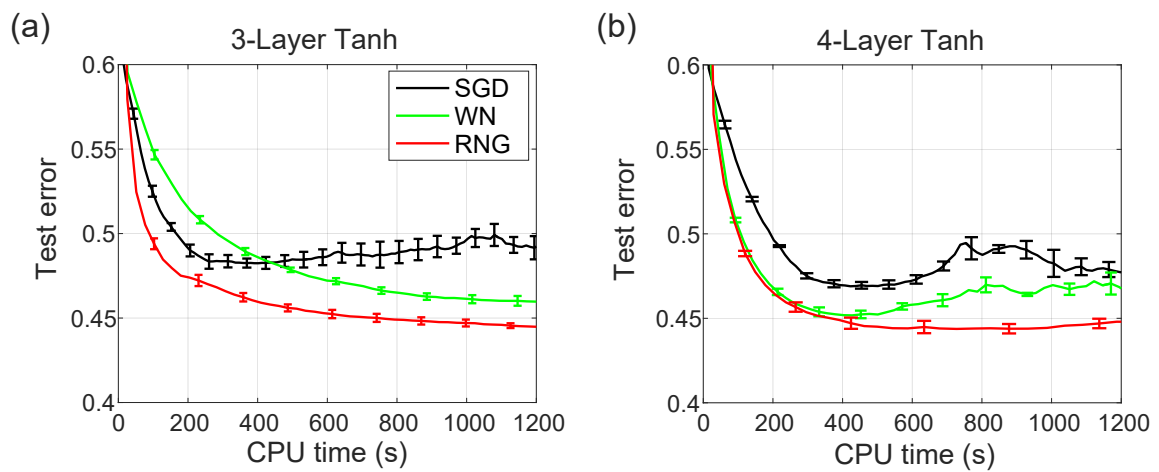 (a)
3-Layer Tanh
0.6
0.55
0.5
0.45
0.4
Test error
0 200 400 600 800 1000 1200
CPU time (s)
SGD
WN
RNG
(b)
4-Layer Tanh
0.6
0.55
0.5
0.45
0.4
Test error
0 200 400 600 800 1000 1200
CPU time (s)